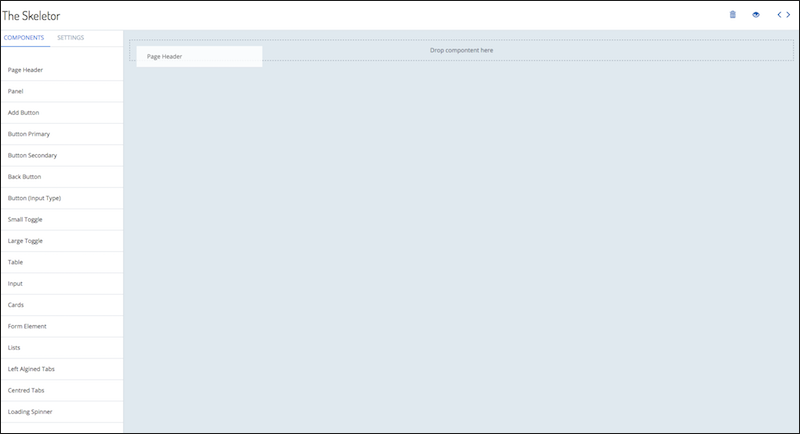 The Skeletor
COMPONENTS SETTINGS
Page Header
Panel
Add Button
Button Primary
Button Secondary
Back Button
Button (Input Type)
Small Toggle
Large Toggle
Table
Input
Cards
Form Element
Lists
Left Algined Tabs
Centred Tabs
Loading Spinner
Drop compontent here
Page Header